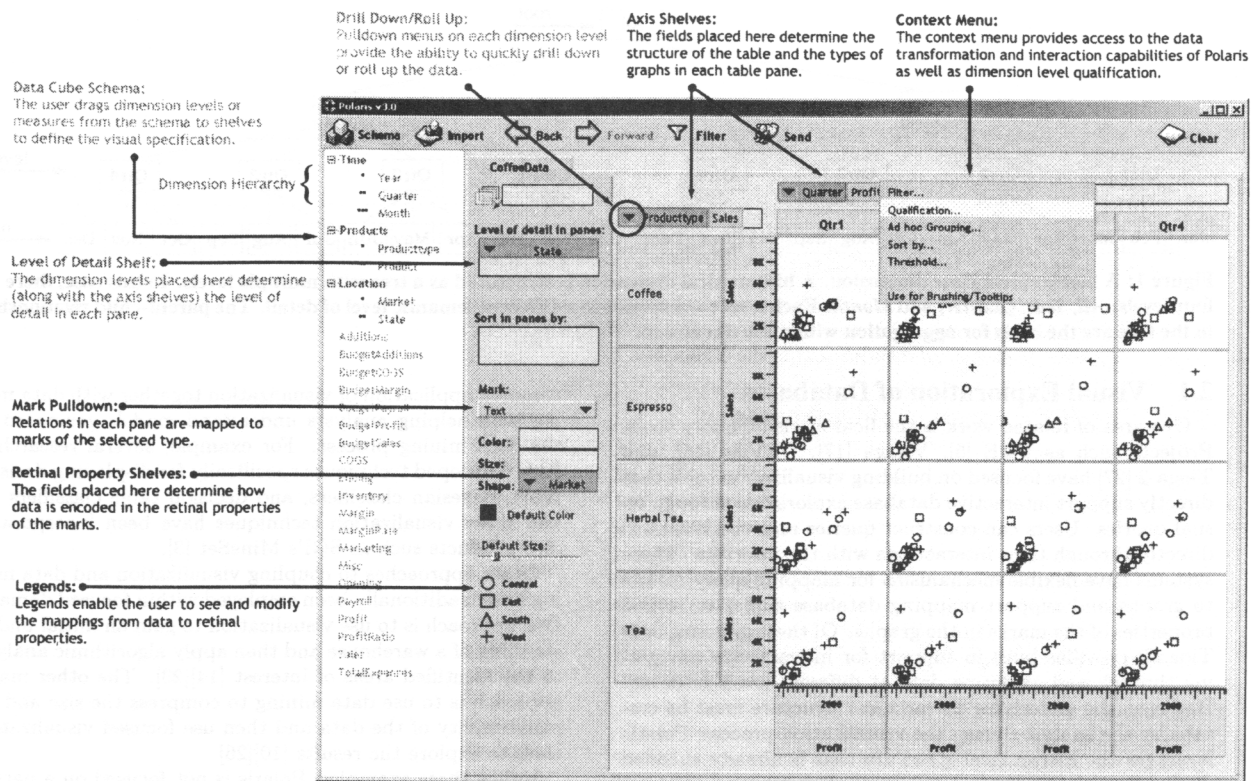 Drill Down/Roll Up:
Pulldown menus on each dimension level
provide the ability to quickly drill down
or roll up the data.
Axis Shelves:
The fields placed here determine the
structure of the table and the types of
graphs in each table pane.
Context Menu:
The context menu provides access to the data
transformation and interaction capabilities of Polaris
as well as dimension level qualification.
Data Cube Schema:
The user drags dimension levels or
measures from the schema to shelves
to define the visual specification.
Dimension Hierarchy
Level of Detail Shelf:
The dimension levels placed here determine
(along with the axis shelves) the level of
detail in each pane.
Mark Pulldown:
Relations in each pane are mapped to
marks of the selected type.
Retinal Property Shelves:
The fields placed here determine how
data is encoded in the retinal properties
of the marks.
Legends:
Legends enable the user to see and modify
the mappings from data to retinal
properties.
Polaris v3.0
Schema Import Back Forward Filter Send Clear
Time
Year
Quarter
Month
Products
Producttype
Product
Location
Market
State
Additions
BudgetAdditions
BudgetCOGS
BudgetMargin
BudgetPayroll
BudgetProfit
BudgetSales
COGS
Inventory
Margin
MarginRate
Marketing
Misc
Opening
Payroll
Profit
ProfitRatio
Sales
TotalExpenses
CoffeeData
Level of detail in panes:
State
Sort in panes by:
Mark:
Text
Color:
Size:
Shape: Market
Default Color
Default Size:
Central
East
South
West
Quarter Profit
Producttype Sales
Filter...
Qualification...
Ad hoc Grouping...
Sort by...
Threshold...
Use for Brushing/Tooltips
Qtr1 Qtr4
Coffee Sales
Espresso Sales
Herbal Tea Sales
Tea Sales
2000 2000 2000 2000
Profit Profit Profit Profit